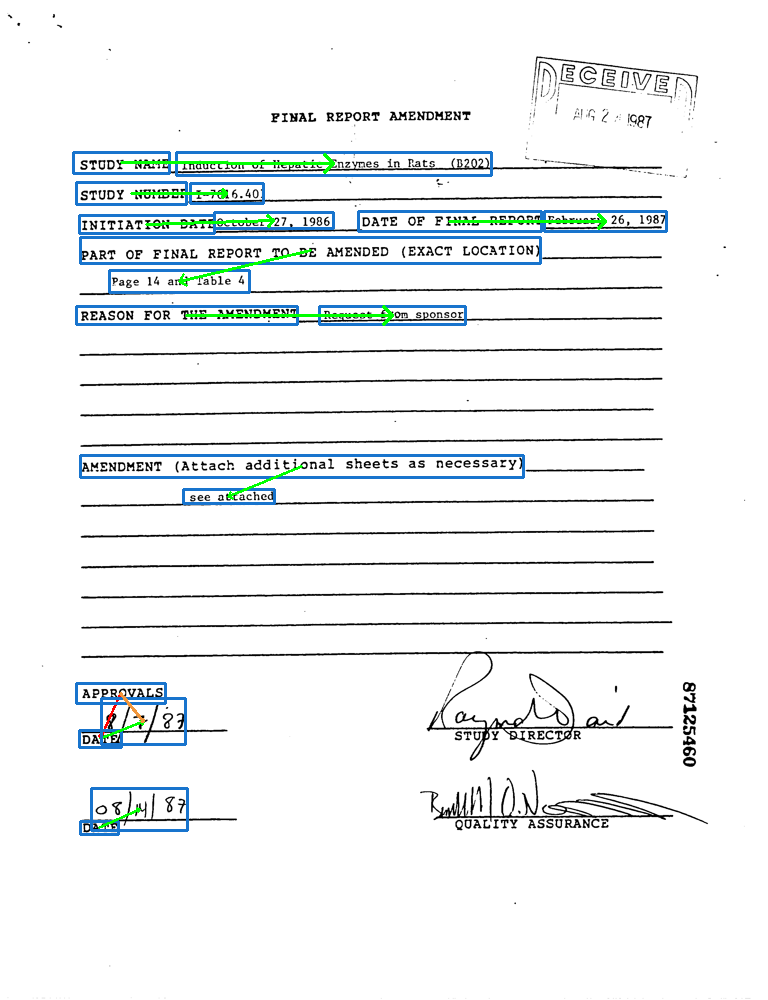 RECEIVED
AUG 2 1987
FINAL REPORT AMENDMENT
STUDY NAME Induction of Hepatic Enzymes in Rats (B202)
STUDY NUMBER I-7016.40
INITIATION DATE October 27, 1986 DATE OF FINAL REPORT February 26, 1987
PART OF FINAL REPORT TO BE AMENDED (EXACT LOCATION)
Page 14 and Table 4
REASON FOR THE AMENDMENT Request from sponsor
AMENDMENT (Attach additional sheets as necessary)
see attached
APPROVALS
8/7/87
DATE
STUDY DIRECTOR
87125460
08/14/87
DATE
QUALITY ASSURANCE